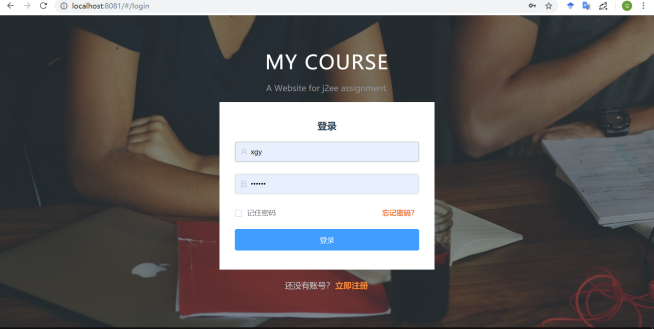 localhost:8081/#/login
G
MY COURSE
A Website for j2ee assignment.
登录
xgy
••••••
记住密码 忘记密码?
登录
还没有账号? 立即注册